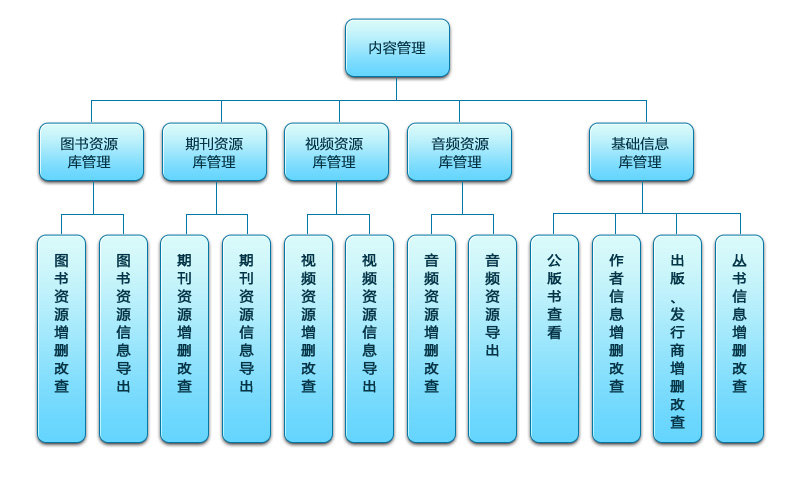 内容管理
图书资源
库管理
期刊资源
库管理
视频资源
库管理
音频资源
库管理
基础信息
库管理
图书资源增删改查
图书资源信息导出
期刊资源增删改查
期刊资源信息导出
视频资源增删改查
视频资源信息导出
音频资源增删改查
音频资源导出
公版书查看
作者信息增删改查
出版、发行商增删改查
丛书信息增删改查